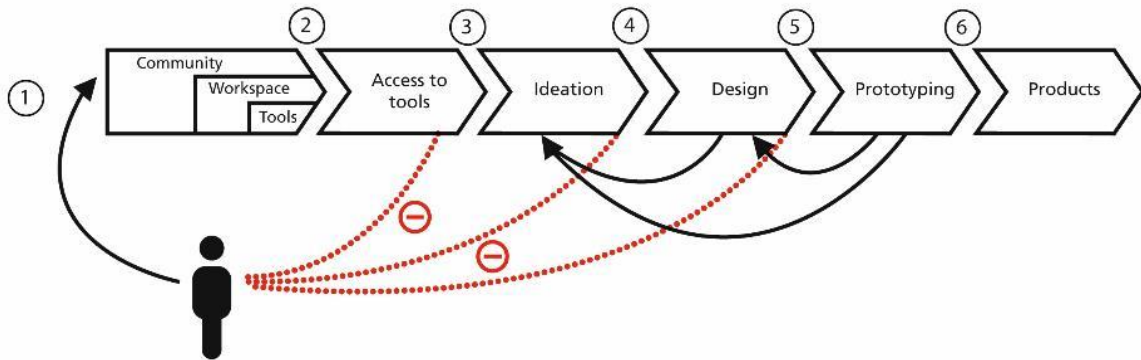 1
2
3
4
5
6
Community
Workspace
Tools
Access to
tools
Ideation
Design
Prototyping
Products